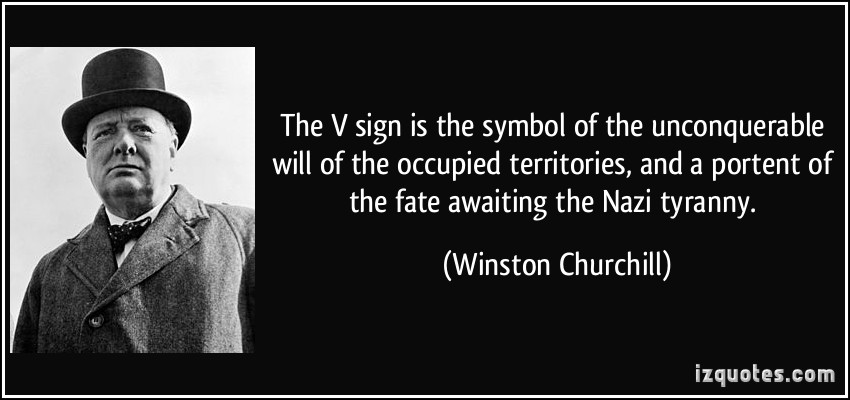 The V sign is the symbol of the unconquerable
will of the occupied territories, and a portent of
the fate awaiting the Nazi tyranny.
(Winston Churchill)
izquotes.com